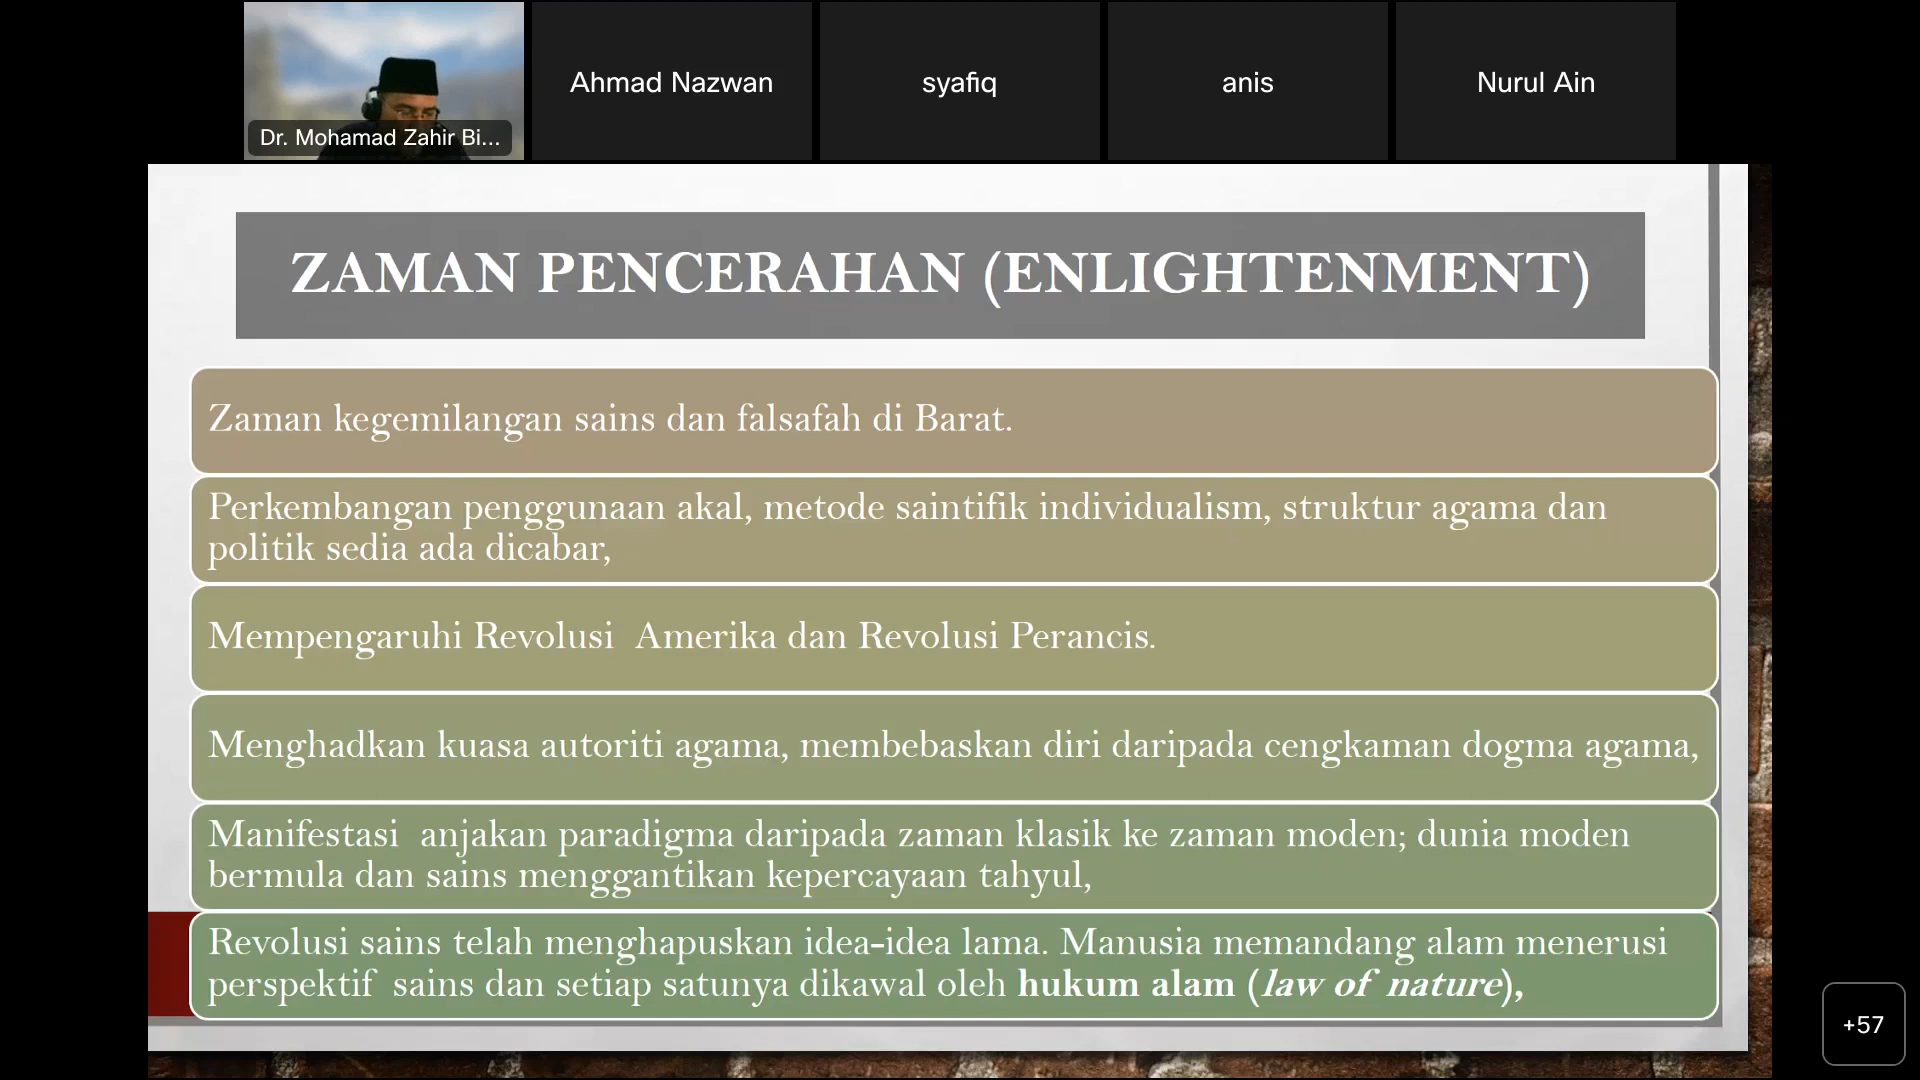 Dr. Mohamad Zahir Bi...
Ahmad Nazwan
syafiq
anis
Nurul Ain
ZAMAN PENCERAHAN (ENLIGHTENMENT)
Zaman kegemilangan sains dan falsafah di Barat.
Perkembangan penggunaan akal, metode saintifik individualism, struktur agama dan
politik sedia ada dicabar,
Mempengaruhi Revolusi  Amerika dan Revolusi Perancis.
Menghadkan kuasa autoriti agama, membebaskan diri daripada cengkaman dogma agama,
Manifestasi  anjakan paradigma daripada zaman klasik ke zaman moden; dunia moden
bermula dan sains menggantikan kepercayaan tahyul,
Revolusi sains telah menghapuskan idea-idea lama. Manusia memandang alam menerusi
perspektif  sains dan setiap satunya dikawal oleh hukum alam (law of nature),
+57